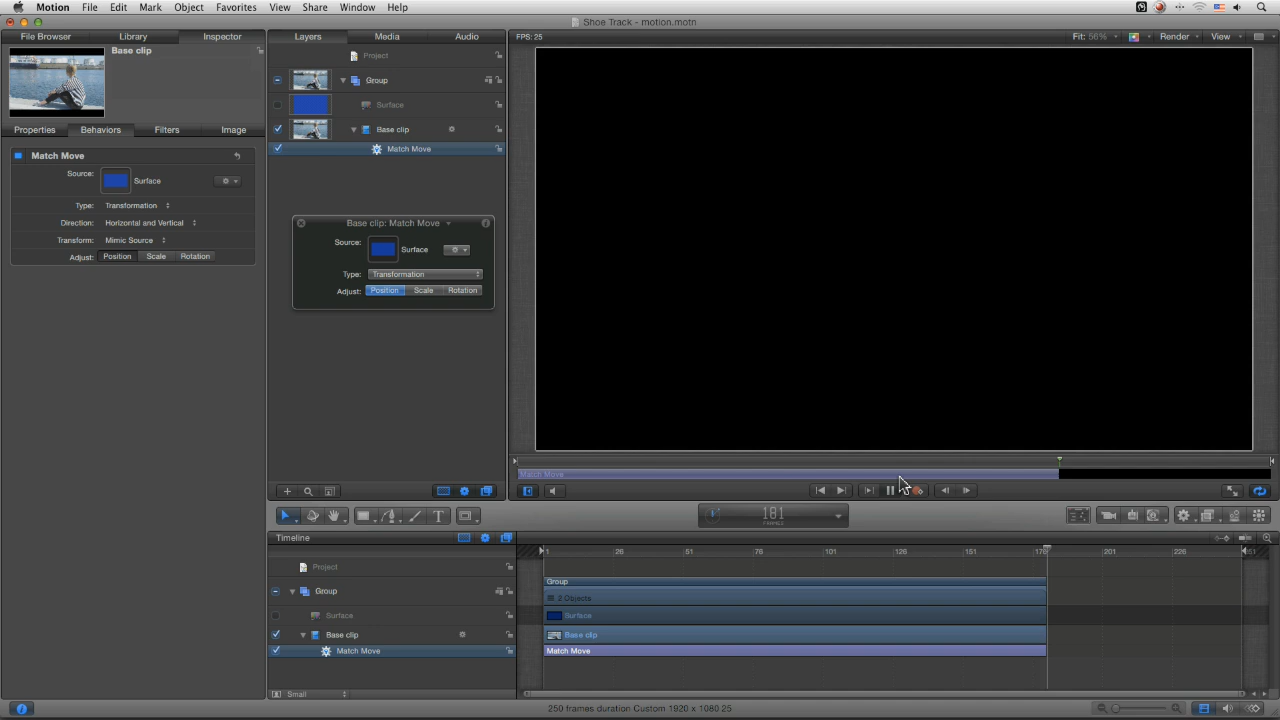 Motion File Edit Mark Object Favorites View Share Window Help
Shoe Track - motion.motn
File Browser Library Inspector Layers Media Audio FPS: 25 Fit: 56% Render View
Base clip
Project
Group
Surface
Base clip
Match Move
Properties Behaviors Filters Image
Match Move
Source: Surface
Type: Transformation
Direction: Horizontal and Vertical
Transform: Mimic Source
Adjust: Position Scale Rotation
Base clip: Match Move
Source: Surface
Type: Transformation
Adjust: Position Scale Rotation
Match Move
181
FRAMES
Timeline
1 26 51 76 101 126 151 176 201 226 251
Project
Group Group
2 Objects
Surface Surface
Base clip Base clip
Match Move Match Move
Small
250 frames duration Custom 1920 x 1080 25